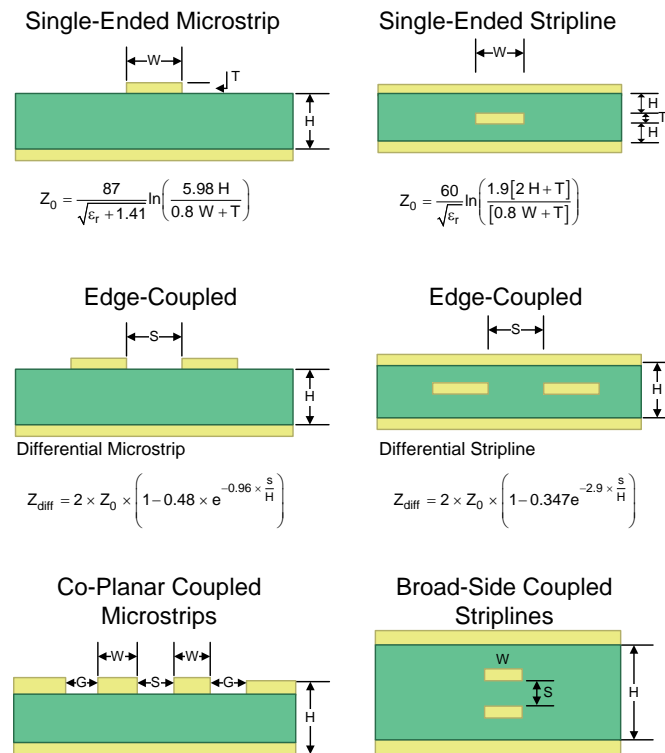 Single-Ended Microstrip
W
T
H
Z₀ = 87 / √(εᵣ + 1.41) ln(5.98 H / 0.8 W + T)
Single-Ended Stripline
W
H
T
H
Z₀ = 60 / √εᵣ ln(1.9[2 H + T] / [0.8 W + T])
Edge-Coupled
S
H
Differential Microstrip
Z_diff = 2 × Z₀ × (1 − 0.48 × e^(−0.96 × s/H))
Edge-Coupled
S
H
Differential Stripline
Z_diff = 2 × Z₀ × (1 − 0.347e^(−2.9 × s/H))
Co-Planar Coupled
Microstrips
G W S W G
H
Broad-Side Coupled
Striplines
W
S
H